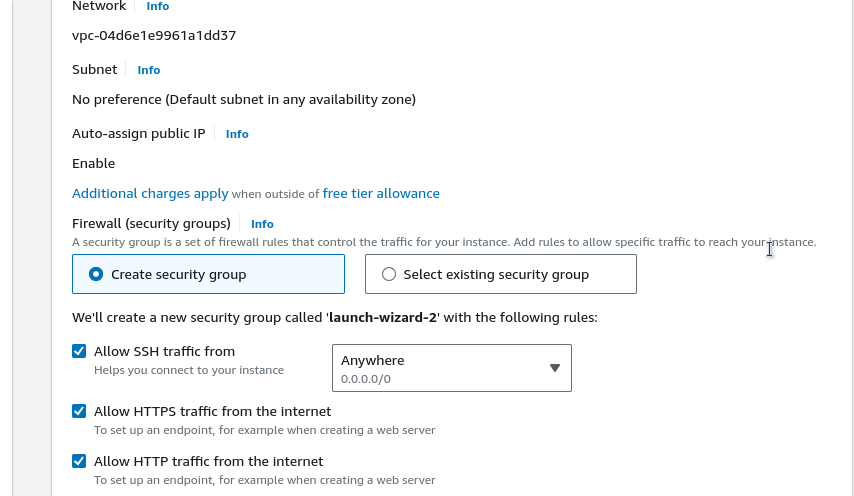 Network Info
vpc-04d6e1e9961a1dd37
Subnet Info
No preference (Default subnet in any availability zone)
Auto-assign public IP Info
Enable
Additional charges apply when outside of free tier allowance
Firewall (security groups) Info
A security group is a set of firewall rules that control the traffic for your instance. Add rules to allow specific traffic to reach your instance.
Create security group
Select existing security group
We'll create a new security group called 'launch-wizard-2' with the following rules:
Allow SSH traffic from
Helps you connect to your instance
Anywhere
0.0.0.0/0
Allow HTTPS traffic from the internet
To set up an endpoint, for example when creating a web server
Allow HTTP traffic from the internet
To set up an endpoint, for example when creating a web server